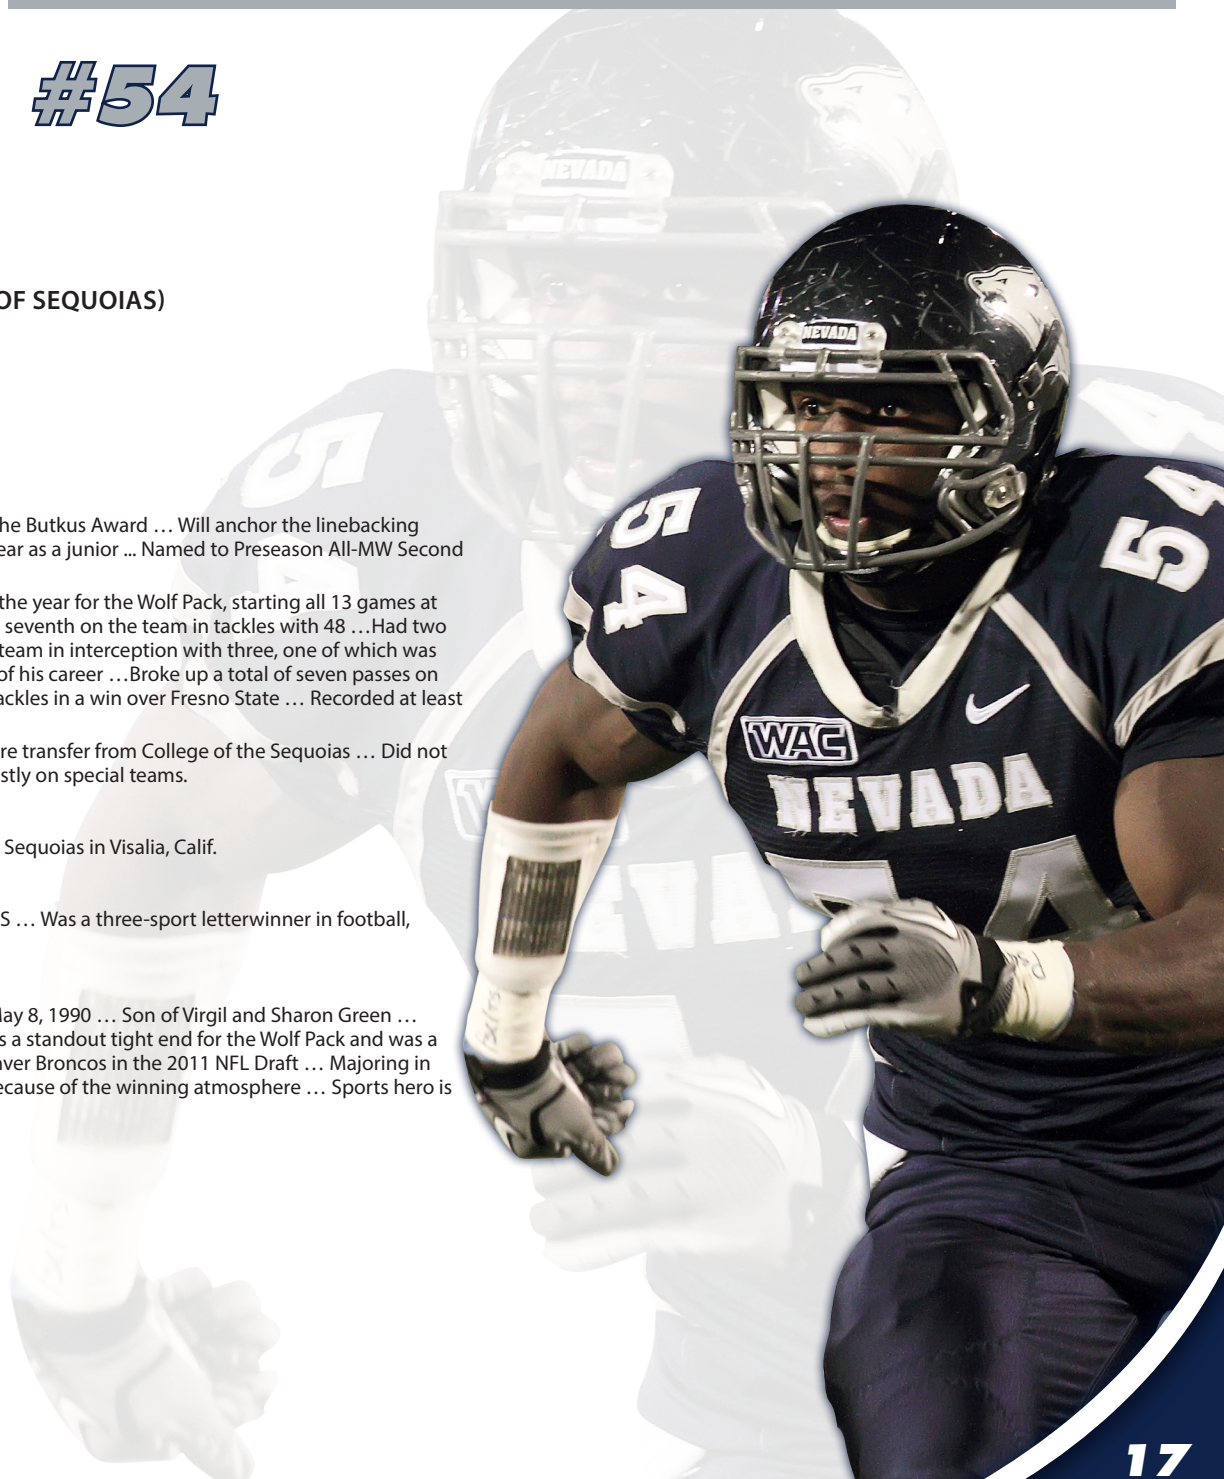 #54
OF SEQUOIAS)
he Butkus Award … Will anchor the linebacking
ear as a junior ... Named to Preseason All-MW Second
the year for the Wolf Pack, starting all 13 games at
seventh on the team in tackles with 48 …Had two
team in interception with three, one of which was
of his career …Broke up a total of seven passes on
ackles in a win over Fresno State … Recorded at least
re transfer from College of the Sequoias … Did not
stly on special teams.
Sequoias in Visalia, Calif.
S … Was a three-sport letterwinner in football,
May 8, 1990 … Son of Virgil and Sharon Green …
s a standout tight end for the Wolf Pack and was a
nver Broncos in the 2011 NFL Draft … Majoring in
ecause of the winning atmosphere … Sports hero is
NEVADA
NEVADA
54
54
54
WAC
NEVADA
54
17